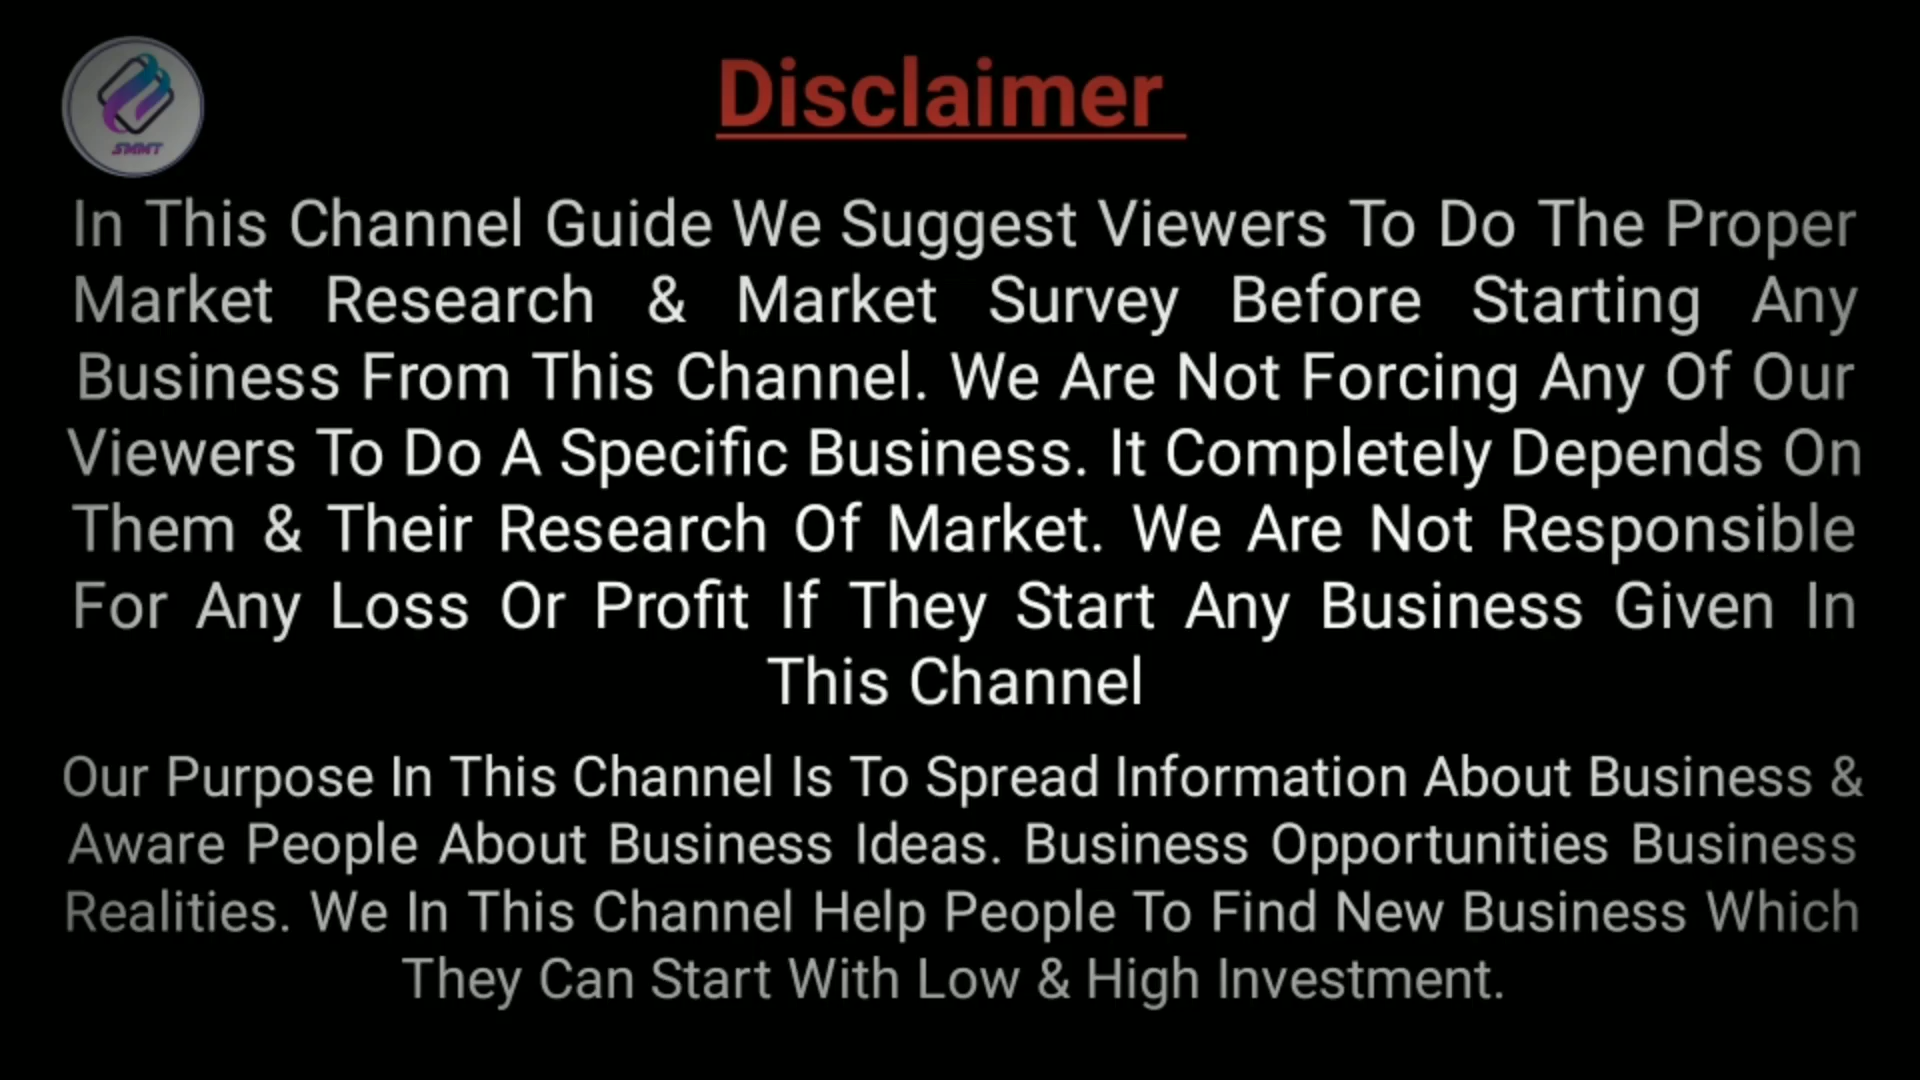 SMMT
Disclaimer
In This Channel Guide We Suggest Viewers To Do The Proper
Market Research & Market Survey Before Starting Any
Business From This Channel. We Are Not Forcing Any Of Our
Viewers To Do A Specific Business. It Completely Depends On
Them & Their Research Of Market. We Are Not Responsible
For Any Loss Or Profit If They Start Any Business Given In
This Channel
Our Purpose In This Channel Is To Spread Information About Business &
Aware People About Business Ideas. Business Opportunities Business
Realities. We In This Channel Help People To Find New Business Which
They Can Start With Low & High Investment.